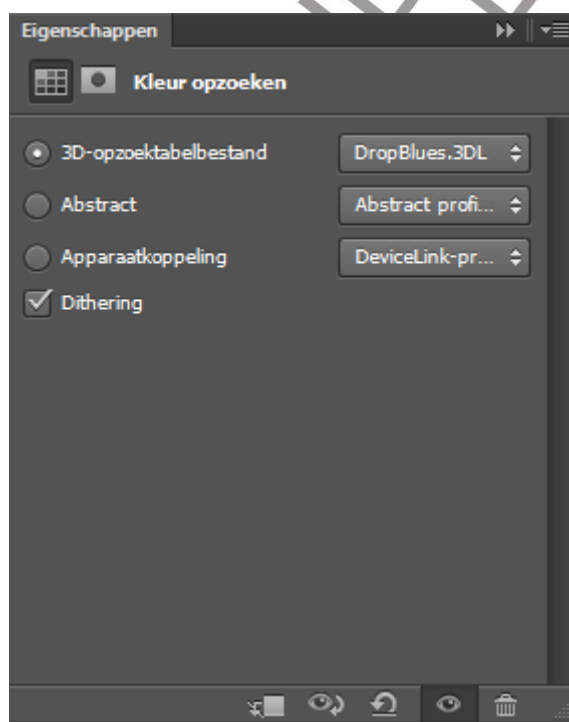 Eigenschappen
Kleur opzoeken
3D-opzoektabelbestand DropBlues.3DL
Abstract Abstract profi...
Apparaatkoppeling DeviceLink-pr...
Dithering